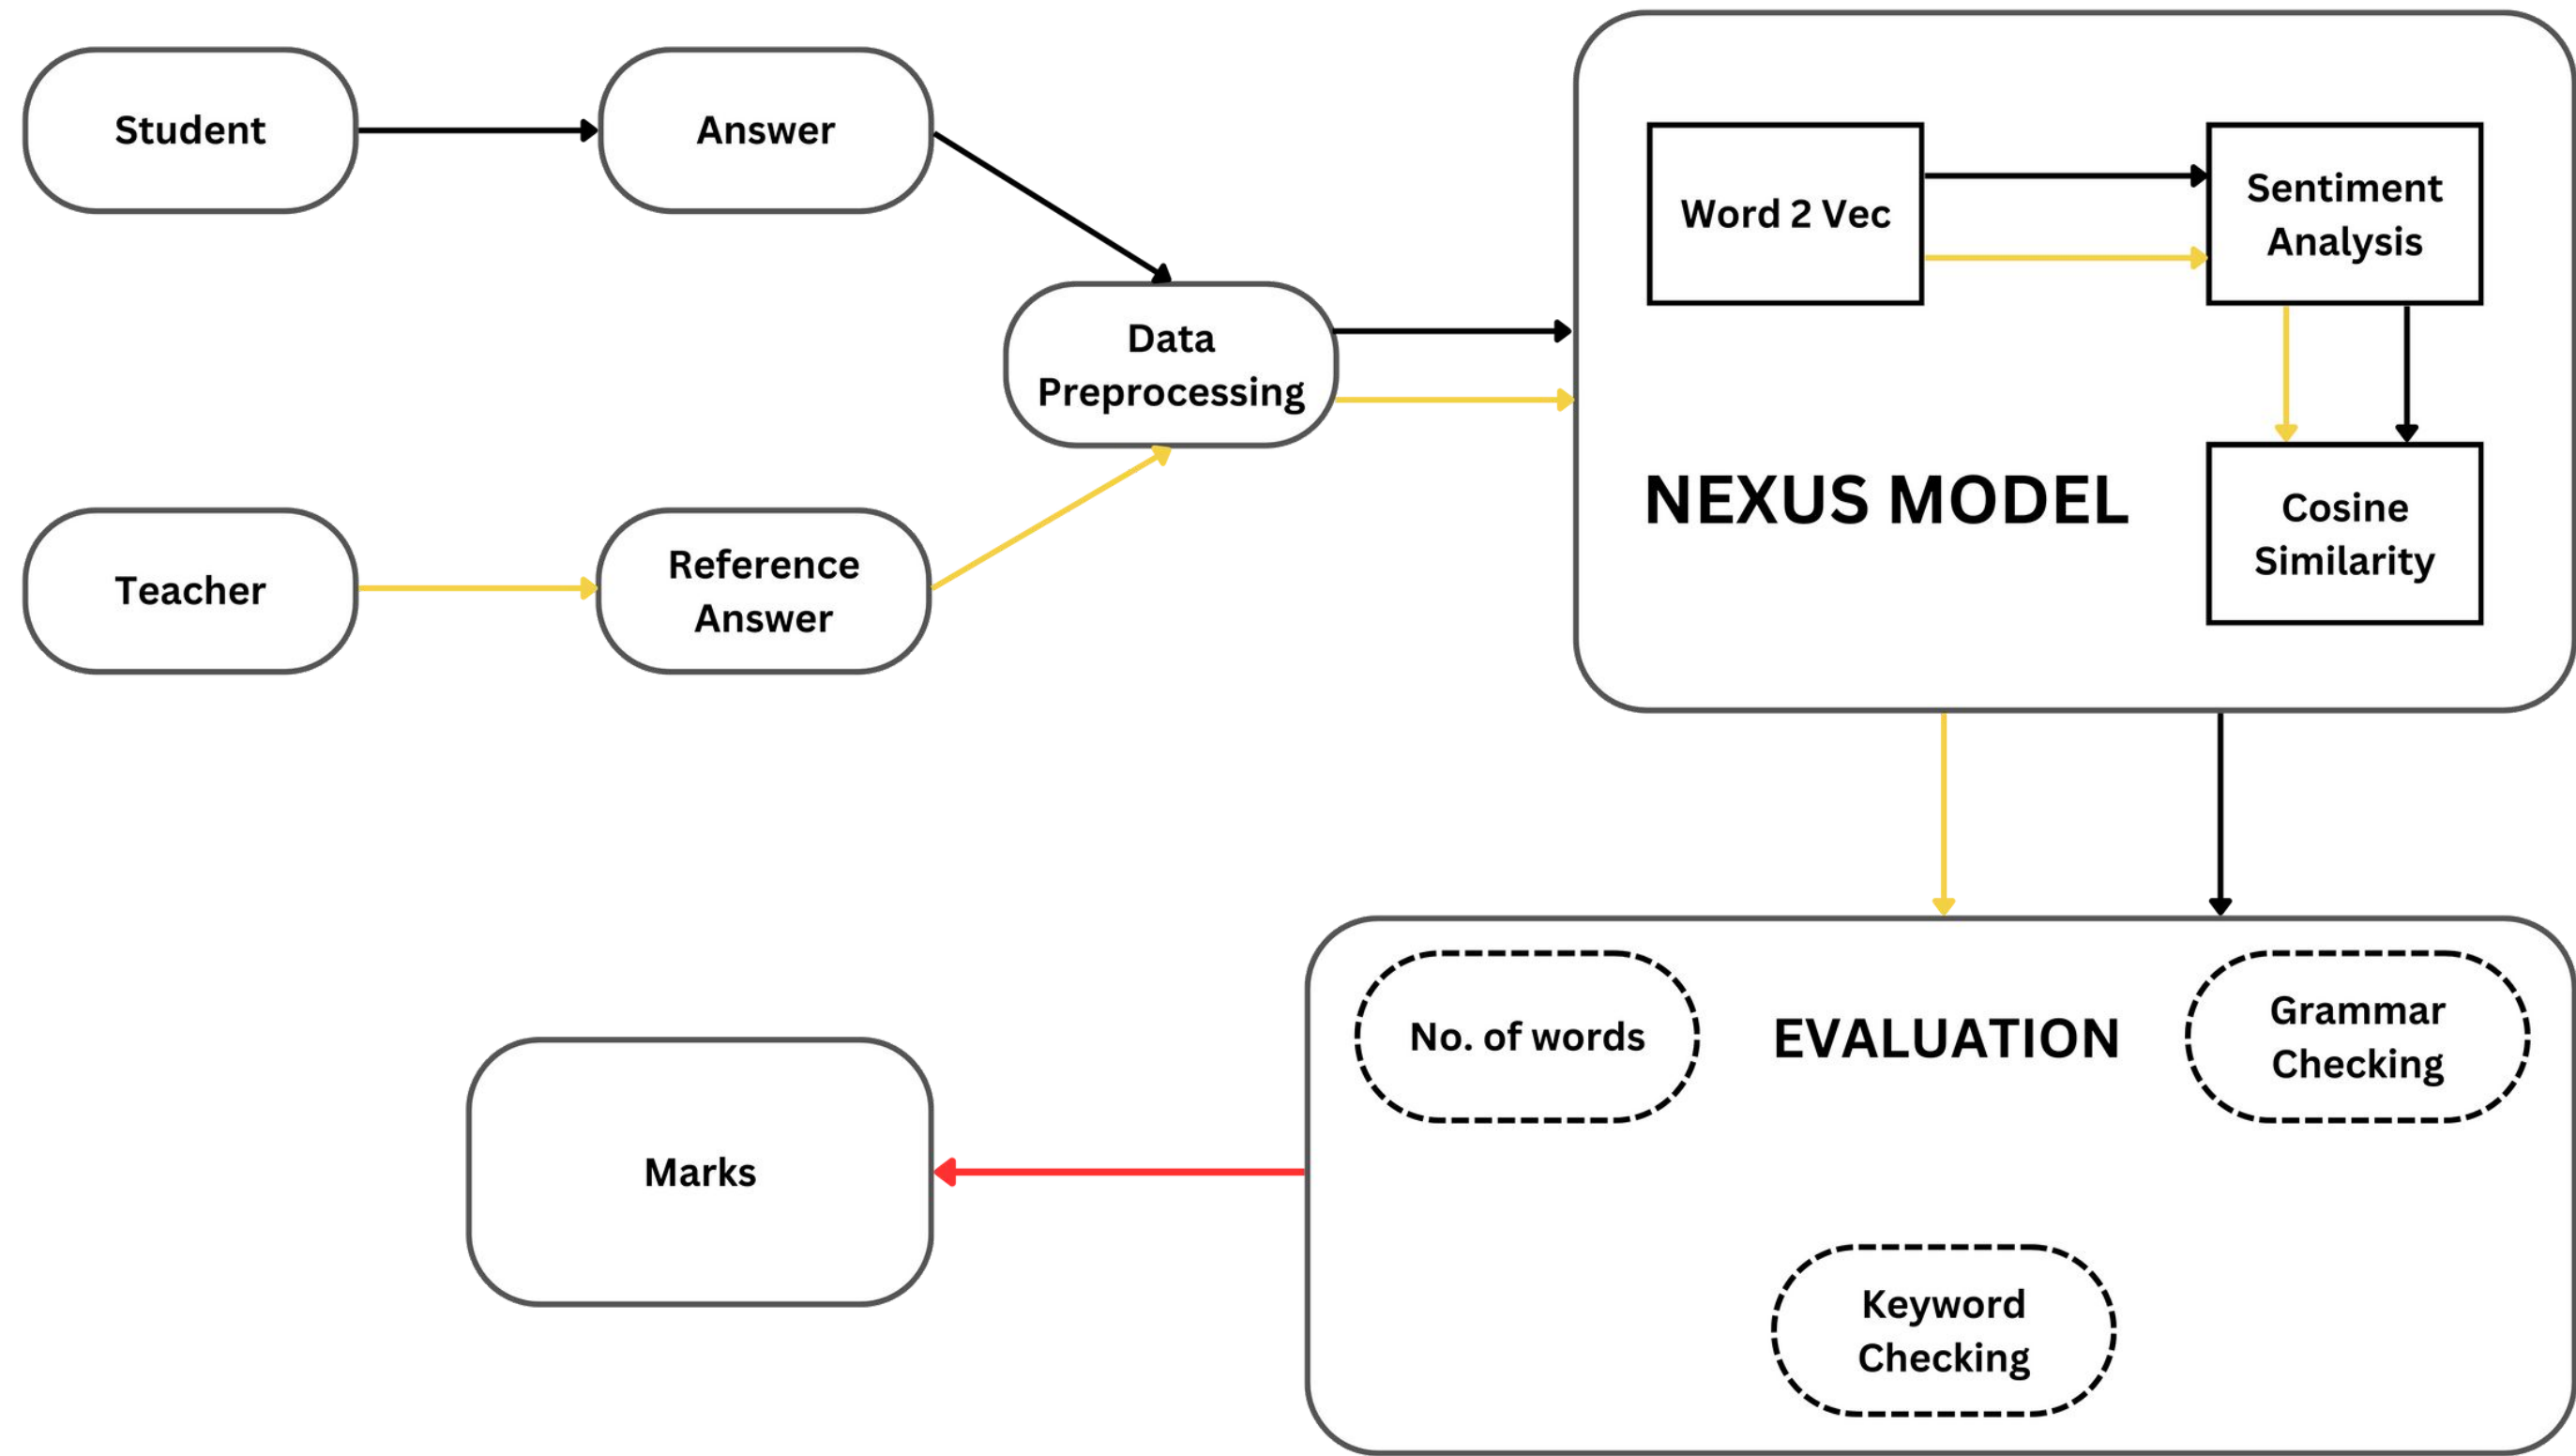 Student
Answer
Data
Preprocessing
Teacher
Reference
Answer
Word 2 Vec
Sentiment
Analysis
NEXUS MODEL
Cosine
Similarity
No. of words
EVALUATION
Grammar
Checking
Keyword
Checking
Marks